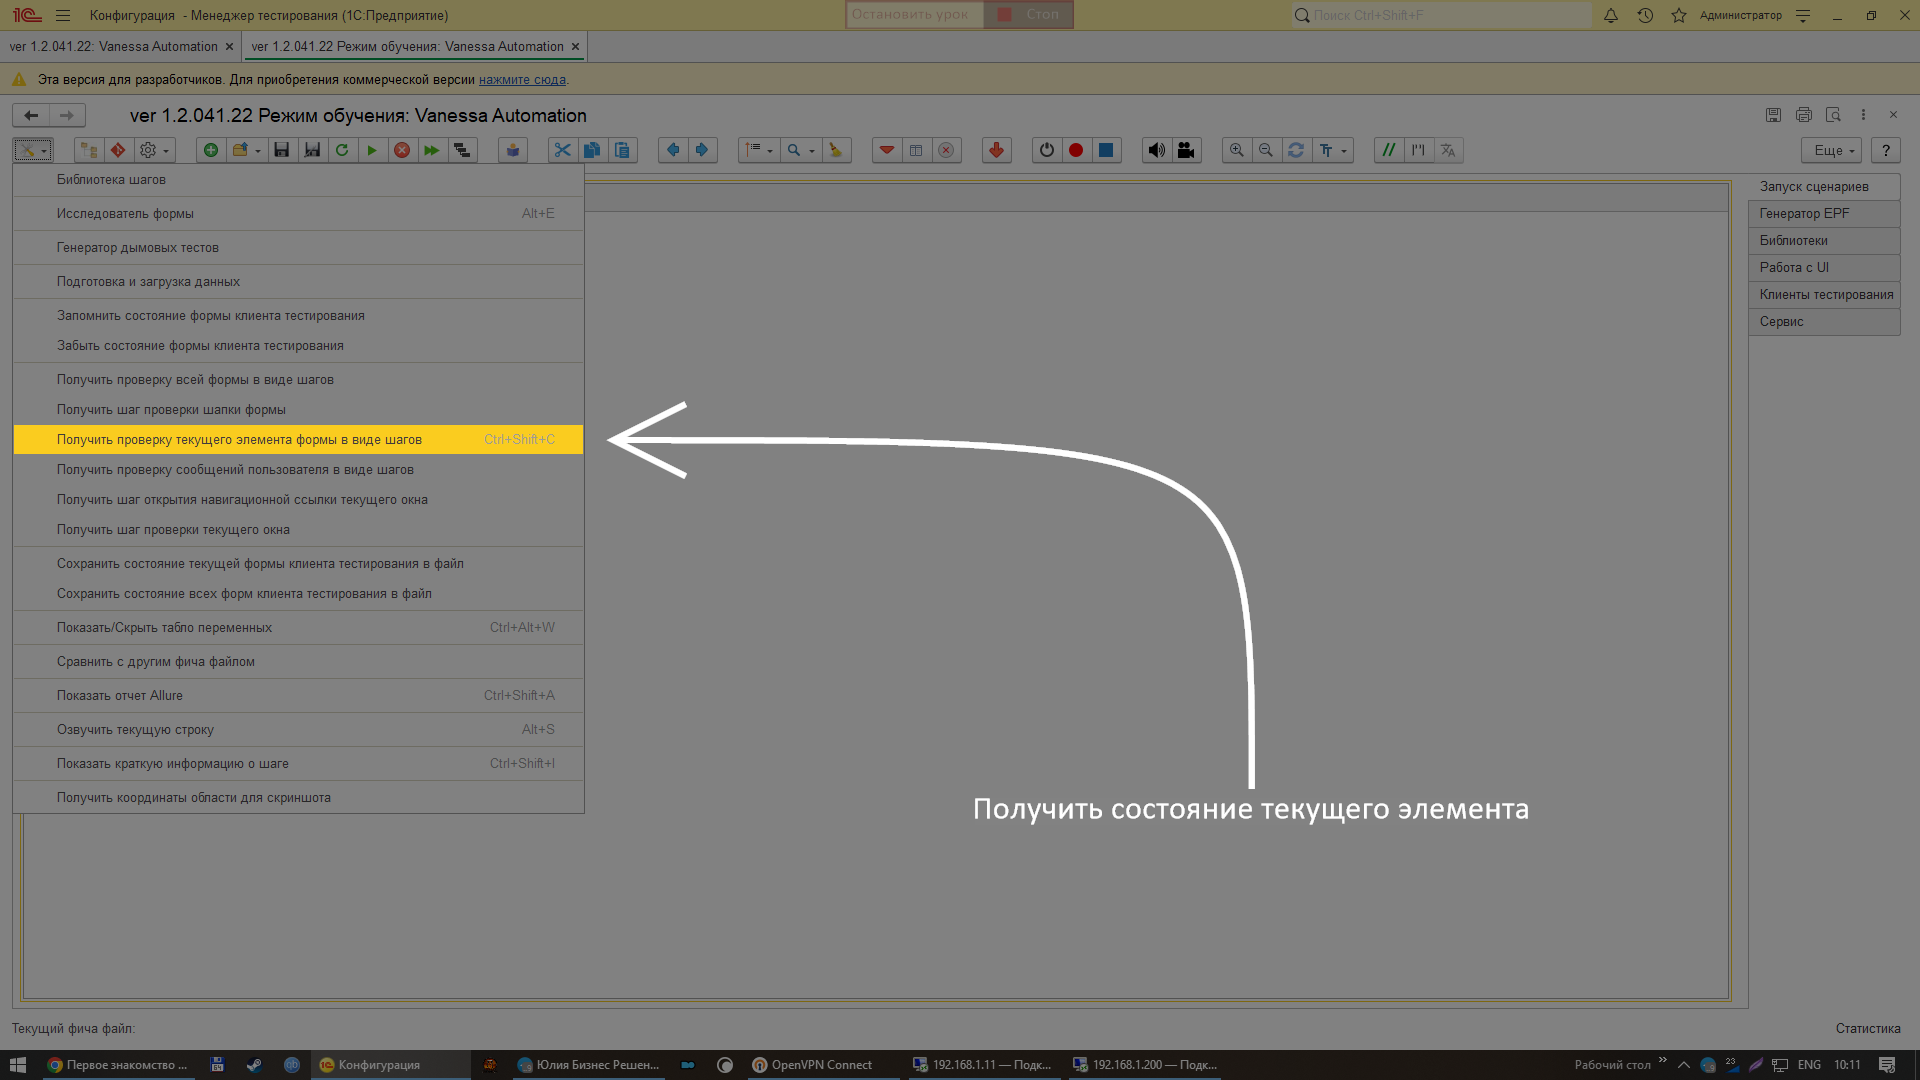 Конфигурация - Менеджер тестирования (1С:Предприятие)
Остановить урок
Стоп
Поиск Ctrl+Shift+F
Администратор
ver 1.2.041.22: Vanessa Automation
ver 1.2.041.22 Режим обучения: Vanessa Automation
Эта версия для разработчиков. Для приобретения коммерческой версии нажмите сюда.
ver 1.2.041.22 Режим обучения: Vanessa Automation
Еще
?
Библиотека шагов
Исследователь формы Alt+E
Генератор дымовых тестов
Подготовка и загрузка данных
Запомнить состояние формы клиента тестирования
Забыть состояние формы клиента тестирования
Получить проверку всей формы в виде шагов
Получить шаг проверки шапки формы
Получить проверку текущего элемента формы в виде шагов Ctrl+Shift+C
Получить проверку сообщений пользователя в виде шагов
Получить шаг открытия навигационной ссылки текущего окна
Получить шаг проверки текущего окна
Сохранить состояние текущей формы клиента тестирования в файл
Сохранить состояние всех форм клиента тестирования в файл
Показать/Скрыть табло переменных Ctrl+Alt+W
Сравнить с другим фича файлом
Показать отчет Allure Ctrl+Shift+A
Озвучить текущую строку Alt+S
Показать краткую информацию о шаге Ctrl+Shift+I
Получить координаты области для скриншота
Запуск сценариев
Генератор EPF
Библиотеки
Работа с UI
Клиенты тестирования
Сервис
Получить состояние текущего элемента
Текущий фича файл:
Статистика
Первое знакомство ...
Конфигурация
Юлия Бизнес Решен...
OpenVPN Connect
192.168.1.11 — Подк...
192.168.1.200 — Подк...
Рабочий стол
23
ENG
10:11